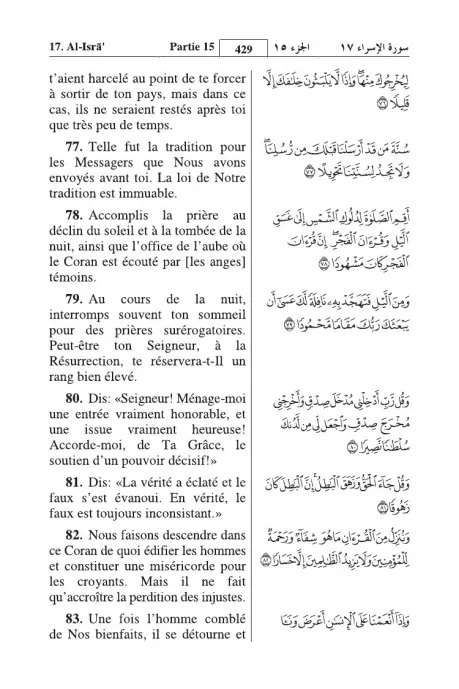 17. Al-Isrā' Partie 15 429 الجزء ١٥ سورة الإسراء ١٧
t'aient harcelé au point de te forcer
à sortir de ton pays, mais dans ce
cas, ils ne seraient restés après toi
que très peu de temps.
77. Telle fut la tradition pour
les Messagers que Nous avons
envoyés avant toi. La loi de Notre
tradition est immuable.
78. Accomplis la prière au
déclin du soleil et à la tombée de la
nuit, ainsi que l'office de l'aube où
le Coran est écouté par [les anges]
témoins.
79. Au cours de la nuit,
interromps souvent ton sommeil
pour des prières surérogatoires.
Peut-être ton Seigneur, à la
Résurrection, te réservera-t-Il un
rang bien élevé.
80. Dis: «Seigneur! Ménage-moi
une entrée vraiment honorable, et
une issue vraiment heureuse!
Accorde-moi, de Ta Grâce, le
soutien d'un pouvoir décisif!»
81. Dis: «La vérité a éclaté et le
faux s'est évanoui. En vérité, le
faux est toujours inconsistant.»
82. Nous faisons descendre dans
ce Coran de quoi édifier les hommes
et constituer une miséricorde pour
les croyants. Mais il ne fait
qu'accroître la perdition des injustes.
83. Une fois l'homme comblé
de Nos bienfaits, il se détourne et
لِيُخْرِجُوكَ مِنْهَا ۖ وَإِذًا لَّا يَلْبَثُونَ خِلَٰفَكَ إِلَّا
قَلِيلًا ٧٦
سُنَّةَ مَن قَدْ أَرْسَلْنَا قَبْلَكَ مِن رُّسُلِنَا ۖ
وَلَا تَجِدُ لِسُنَّتِنَا تَحْوِيلًا ٧٧
أَقِمِ ٱلصَّلَوٰةَ لِدُلُوكِ ٱلشَّمْسِ إِلَىٰ غَسَقِ
ٱلَّيْلِ وَقُرْءَانَ ٱلْفَجْرِ ۖ إِنَّ قُرْءَانَ
ٱلْفَجْرِ كَانَ مَشْهُودًا ٧٨
وَمِنَ ٱلَّيْلِ فَتَهَجَّدْ بِهِۦ نَافِلَةً لَّكَ عَسَىٰٓ أَن
يَبْعَثَكَ رَبُّكَ مَقَامًا مَّحْمُودًا ٧٩
وَقُل رَّبِّ أَدْخِلْنِى مُدْخَلَ صِدْقٍ وَأَخْرِجْنِى
مُخْرَجَ صِدْقٍ وَٱجْعَل لِّى مِن لَّدُنكَ
سُلْطَٰنًا نَّصِيرًا ٨٠
وَقُلْ جَآءَ ٱلْحَقُّ وَزَهَقَ ٱلْبَٰطِلُ ۚ إِنَّ ٱلْبَٰطِلَ كَانَ
زَهُوقًا ٨١
وَنُنَزِّلُ مِنَ ٱلْقُرْءَانِ مَا هُوَ شِفَآءٌ وَرَحْمَةٌ
لِّلْمُؤْمِنِينَ ۙ وَلَا يَزِيدُ ٱلظَّٰلِمِينَ إِلَّا خَسَارًا ٨٢
وَإِذَآ أَنْعَمْنَا عَلَى ٱلْإِنسَٰنِ أَعْرَضَ وَنَـَٔا